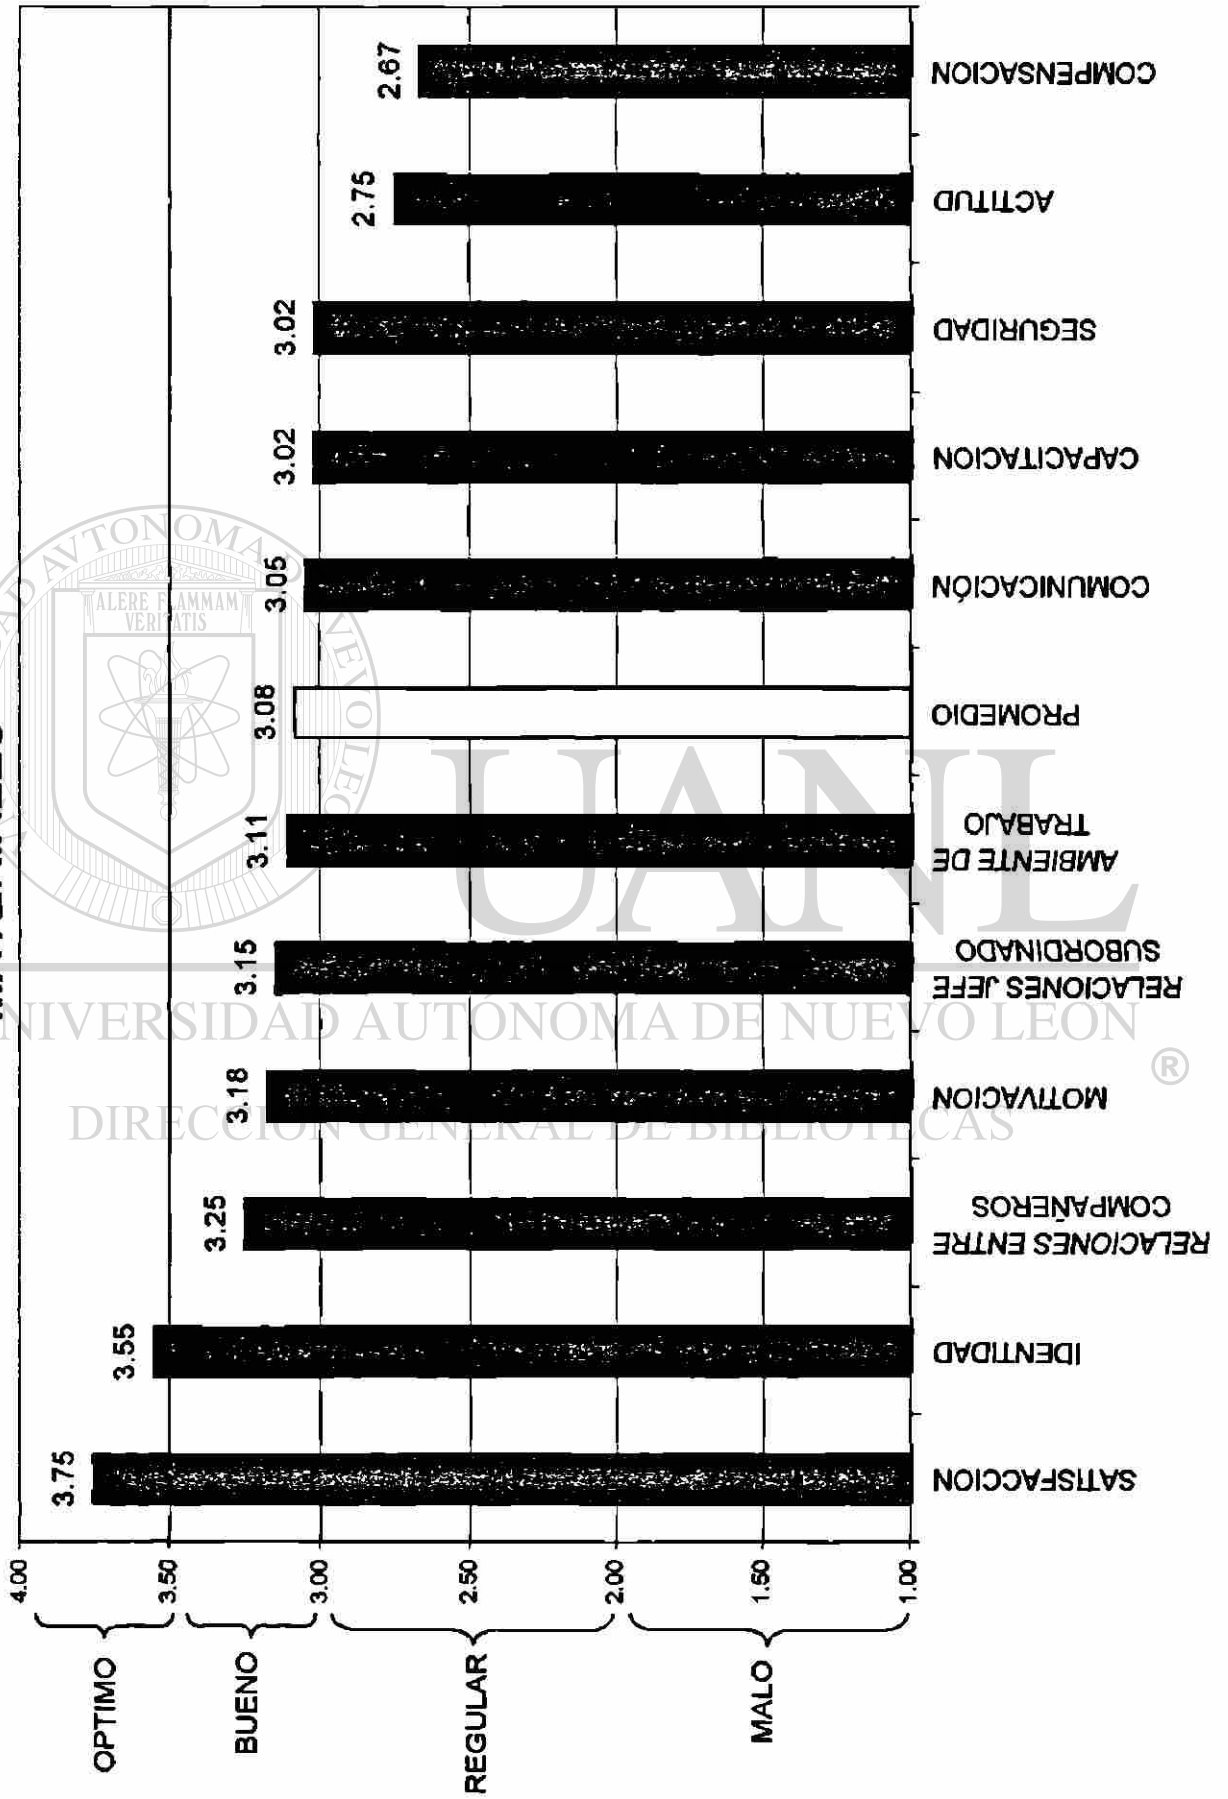 4.00
3.50
3.00
2.50
2.00
1.50
1.00
OPTIMO
BUENO
REGULAR
MALO
3.75
3.55
3.25
3.18
3.15
3.11
3.08
3.05
3.02
3.02
2.75
2.67
SATISFACCION
IDENTIDAD
RELACIONES ENTRE
COMPAÑEROS
MOTIVACION
RELACIONES JEFE
SUBORDINADO
AMBIENTE DE
TRABAJO
PROMEDIO
COMUNICACIÓN
CAPACITACION
SEGURIDAD
ACTITUD
COMPENSACION
ALERE FLAMMAM
VERITATIS
UANL
NIVERSIDAD AUTÓNOMA DE NUEVO LEÓN
®
DIRECCIÓN GENERAL DE BIBLIOTECAS